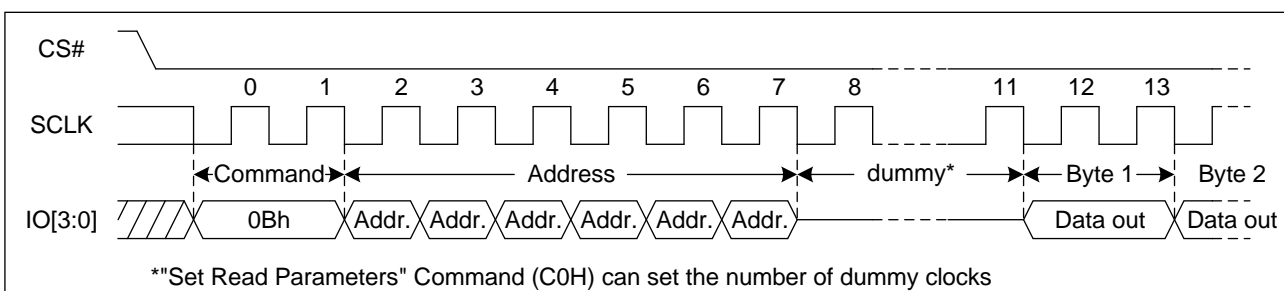 CS#
0 1 2 3 4 5 6 7 8 11 12 13
SCLK
Command Address dummy* Byte 1 Byte 2
IO[3:0] 0Bh Addr. Addr. Addr. Addr. Addr. Addr. Data out Data out
*"Set Read Parameters" Command (C0H) can set the number of dummy clocks